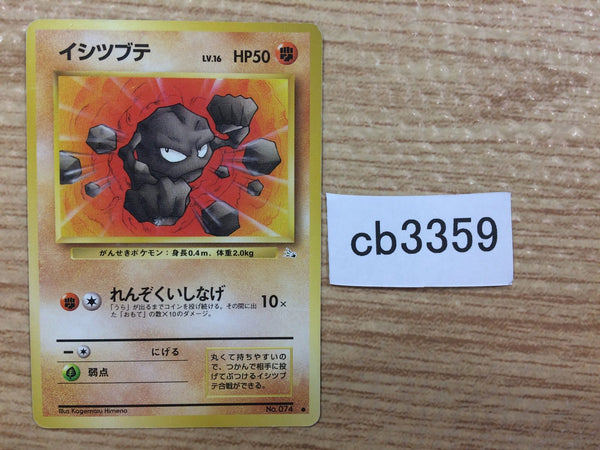 イシツブテ LV.16 HP50
がんせきポケモン：身長0.4m、体重2.0kg
れんぞくいしなげ 10×
「うら」が出るまでコインを投げ続ける。その間に出
た「おもて」の数×10のダメージ。
にげる
弱点
丸くて持ちやすいの
で、つかんで相手に投
げてぶつけるイシツブ
テ合戦ができる。
Illus. Kagemaru Himeno No. 074
cb3359